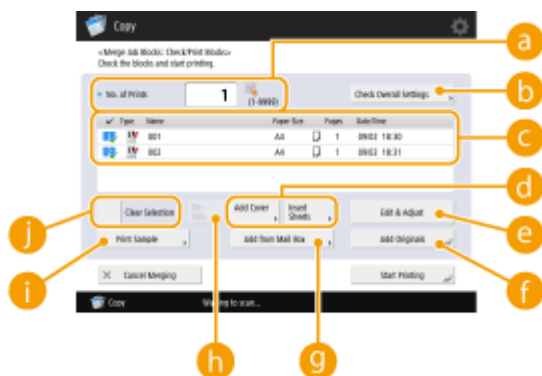 Copy
<Merge Job Blocks: Check/Print Blocks>
Check the blocks and start printing.
a
No. of Prints 1 (1-9999) Check Overall Settings b
✓ Type Name Paper Size Pages Date/Time
001 A4 1 09/03 18:30
c
002 A4 1 09/03 18:31
d
Clear Selection De- tails Add Cover Insert Sheets Edit & Adjust e
j
Print Sample Add from Mail Box Add Originals
i
f
× Cancel Merging Start Printing
Copy Waiting to scan...
h g